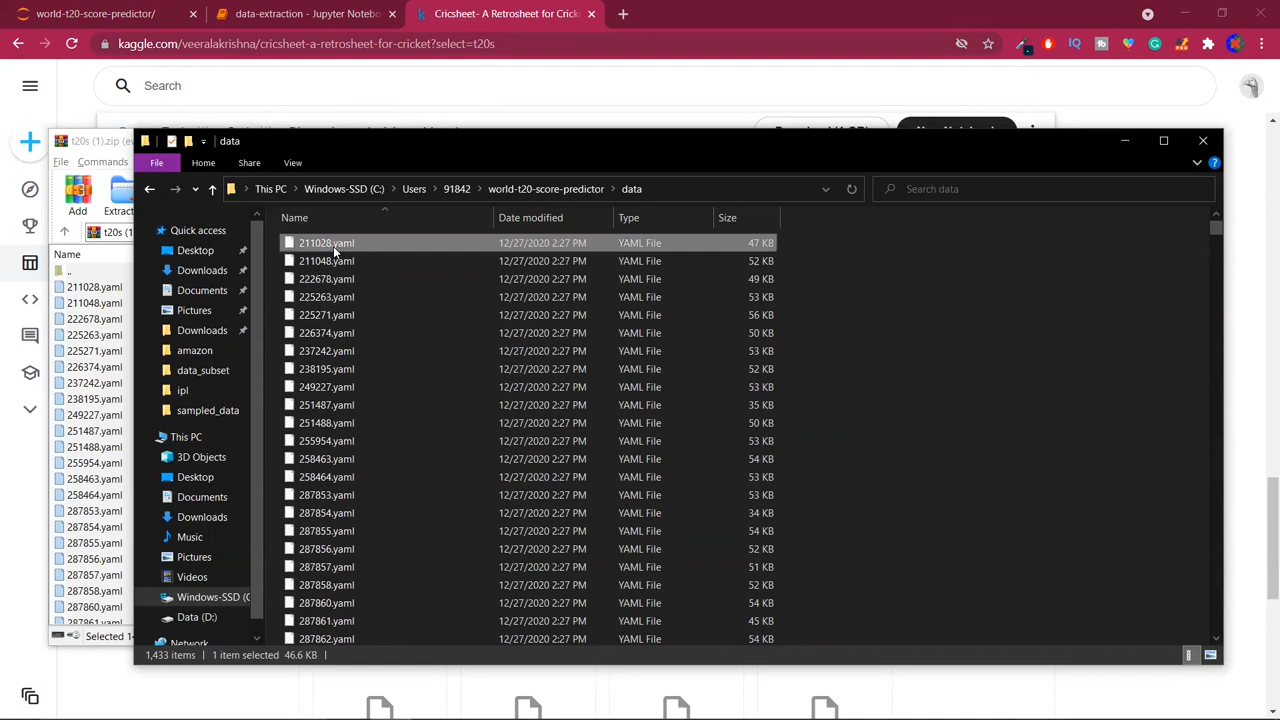 world-t20-score-predictor/
data-extraction - Jupyter Notebo
Cricsheet- A Retrosheet for Crick
kaggle.com/veeralakrishna/cricsheet-a-retrosheet-for-cricket?select=t20s
Search
t20s (1).zip (ev
File Commands
Add Extract
t20s (1
Name
..
211028.yaml
211048.yaml
222678.yaml
225263.yaml
225271.yaml
226374.yaml
237242.yaml
238195.yaml
249227.yaml
251487.yaml
251488.yaml
255954.yaml
258463.yaml
258464.yaml
287853.yaml
287854.yaml
287855.yaml
287856.yaml
287857.yaml
287858.yaml
287860.yaml
287861.yaml
Selected 14
data
File Home Share View
This PC Windows-SSD (C:) Users 91842 world-t20-score-predictor data
Search data
Quick access
Desktop
Downloads
Documents
Pictures
Downloads
amazon
data_subset
ipl
sampled_data
This PC
3D Objects
Desktop
Documents
Downloads
Music
Pictures
Videos
Windows-SSD (C
Data (D:)
Network
Name Date modified Type Size
211028.yaml 12/27/2020 2:27 PM YAML File 47 KB
211048.yaml 12/27/2020 2:27 PM YAML File 52 KB
222678.yaml 12/27/2020 2:27 PM YAML File 49 KB
225263.yaml 12/27/2020 2:27 PM YAML File 53 KB
225271.yaml 12/27/2020 2:27 PM YAML File 56 KB
226374.yaml 12/27/2020 2:27 PM YAML File 50 KB
237242.yaml 12/27/2020 2:27 PM YAML File 53 KB
238195.yaml 12/27/2020 2:27 PM YAML File 52 KB
249227.yaml 12/27/2020 2:27 PM YAML File 53 KB
251487.yaml 12/27/2020 2:27 PM YAML File 35 KB
251488.yaml 12/27/2020 2:27 PM YAML File 50 KB
255954.yaml 12/27/2020 2:27 PM YAML File 53 KB
258463.yaml 12/27/2020 2:27 PM YAML File 54 KB
258464.yaml 12/27/2020 2:27 PM YAML File 53 KB
287853.yaml 12/27/2020 2:27 PM YAML File 53 KB
287854.yaml 12/27/2020 2:27 PM YAML File 34 KB
287855.yaml 12/27/2020 2:27 PM YAML File 54 KB
287856.yaml 12/27/2020 2:27 PM YAML File 52 KB
287857.yaml 12/27/2020 2:27 PM YAML File 51 KB
287858.yaml 12/27/2020 2:27 PM YAML File 52 KB
287860.yaml 12/27/2020 2:27 PM YAML File 54 KB
287861.yaml 12/27/2020 2:27 PM YAML File 45 KB
287862.yaml 12/27/2020 2:27 PM YAML File 54 KB
1,433 items 1 item selected 46.6 KB